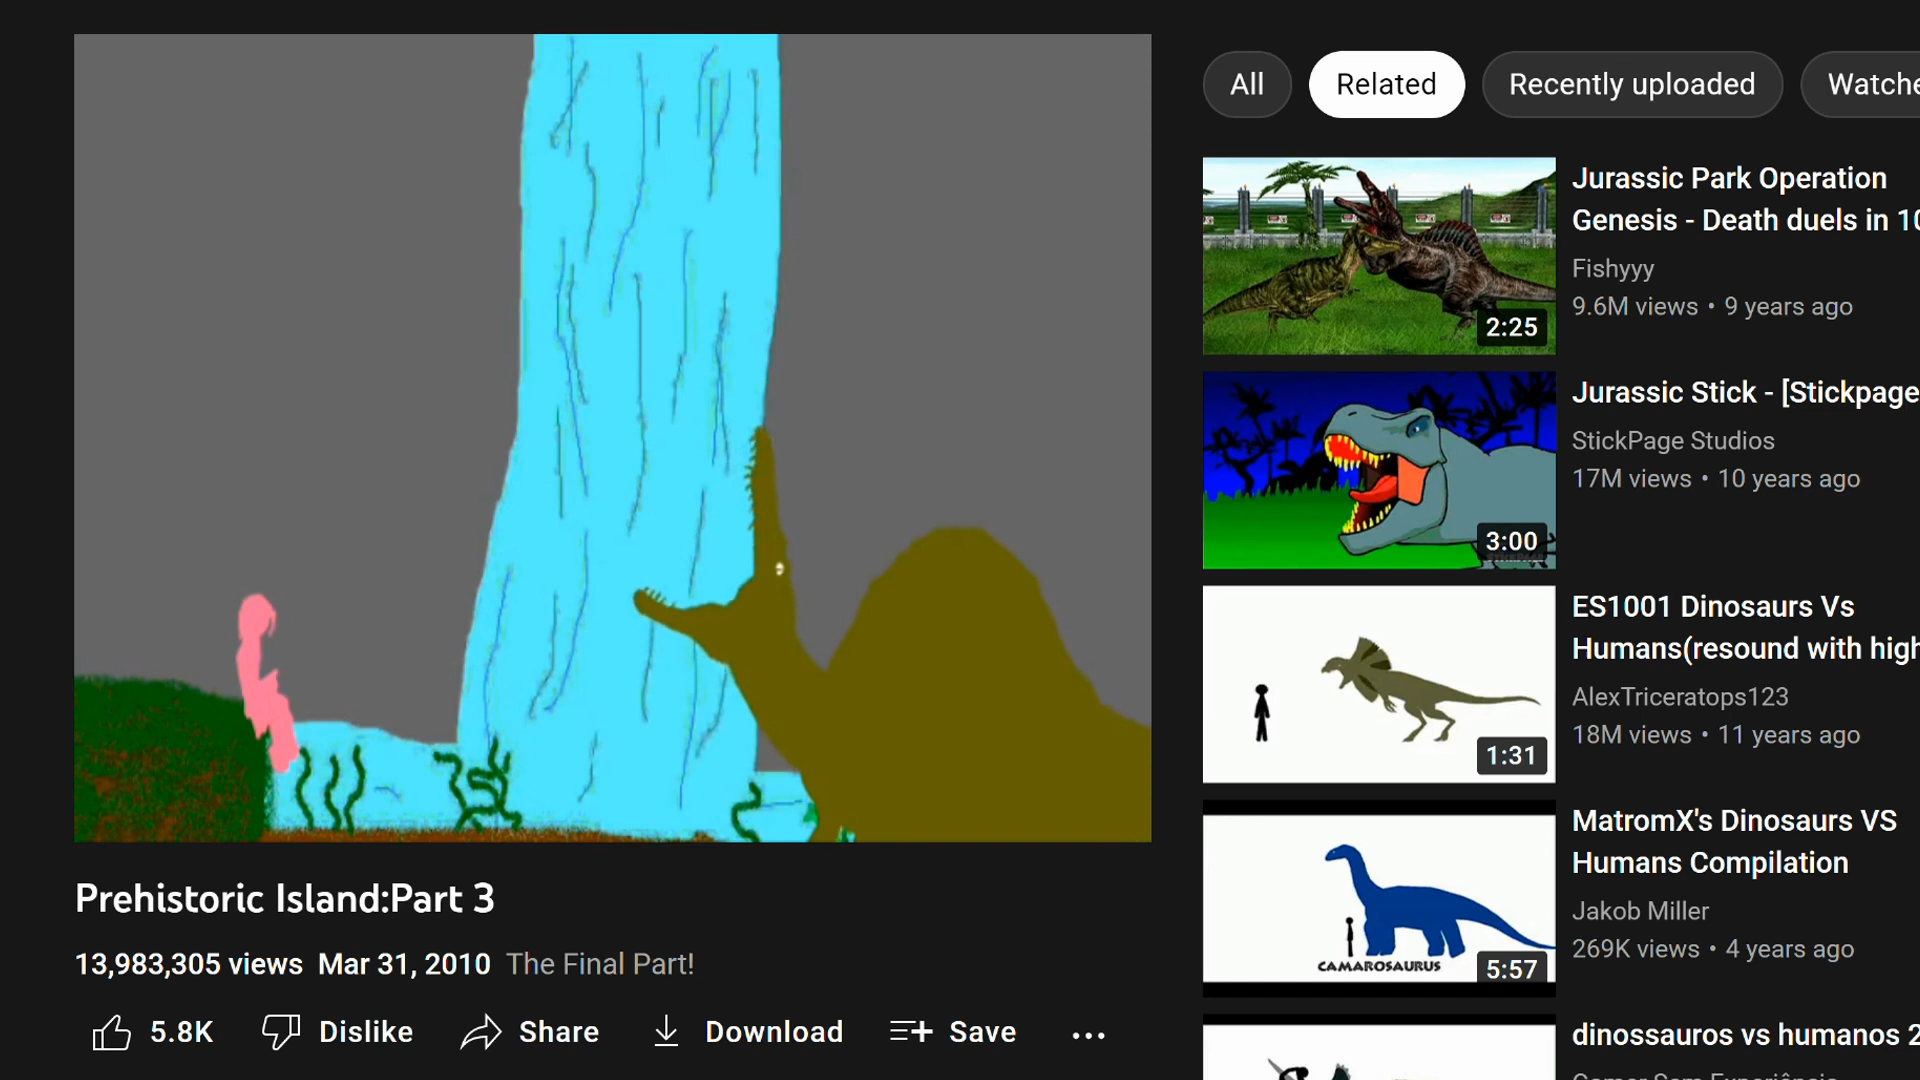 All
Related
Recently uploaded
Watche
Jurassic Park Operation
Genesis - Death duels in 10
Fishyyy
9.6M views • 9 years ago
2:25
Jurassic Stick - [Stickpage
StickPage Studios
17M views • 10 years ago
3:00
ES1001 Dinosaurs Vs
Humans(resound with high
AlexTriceratops123
18M views • 11 years ago
1:31
MatromX's Dinosaurs VS
Humans Compilation
Jakob Miller
269K views • 4 years ago
CAMAROSAURUS
5:57
dinossauros vs humanos 2
Prehistoric Island:Part 3
13,983,305 views Mar 31, 2010 The Final Part!
5.8K
Dislike
Share
Download
Save